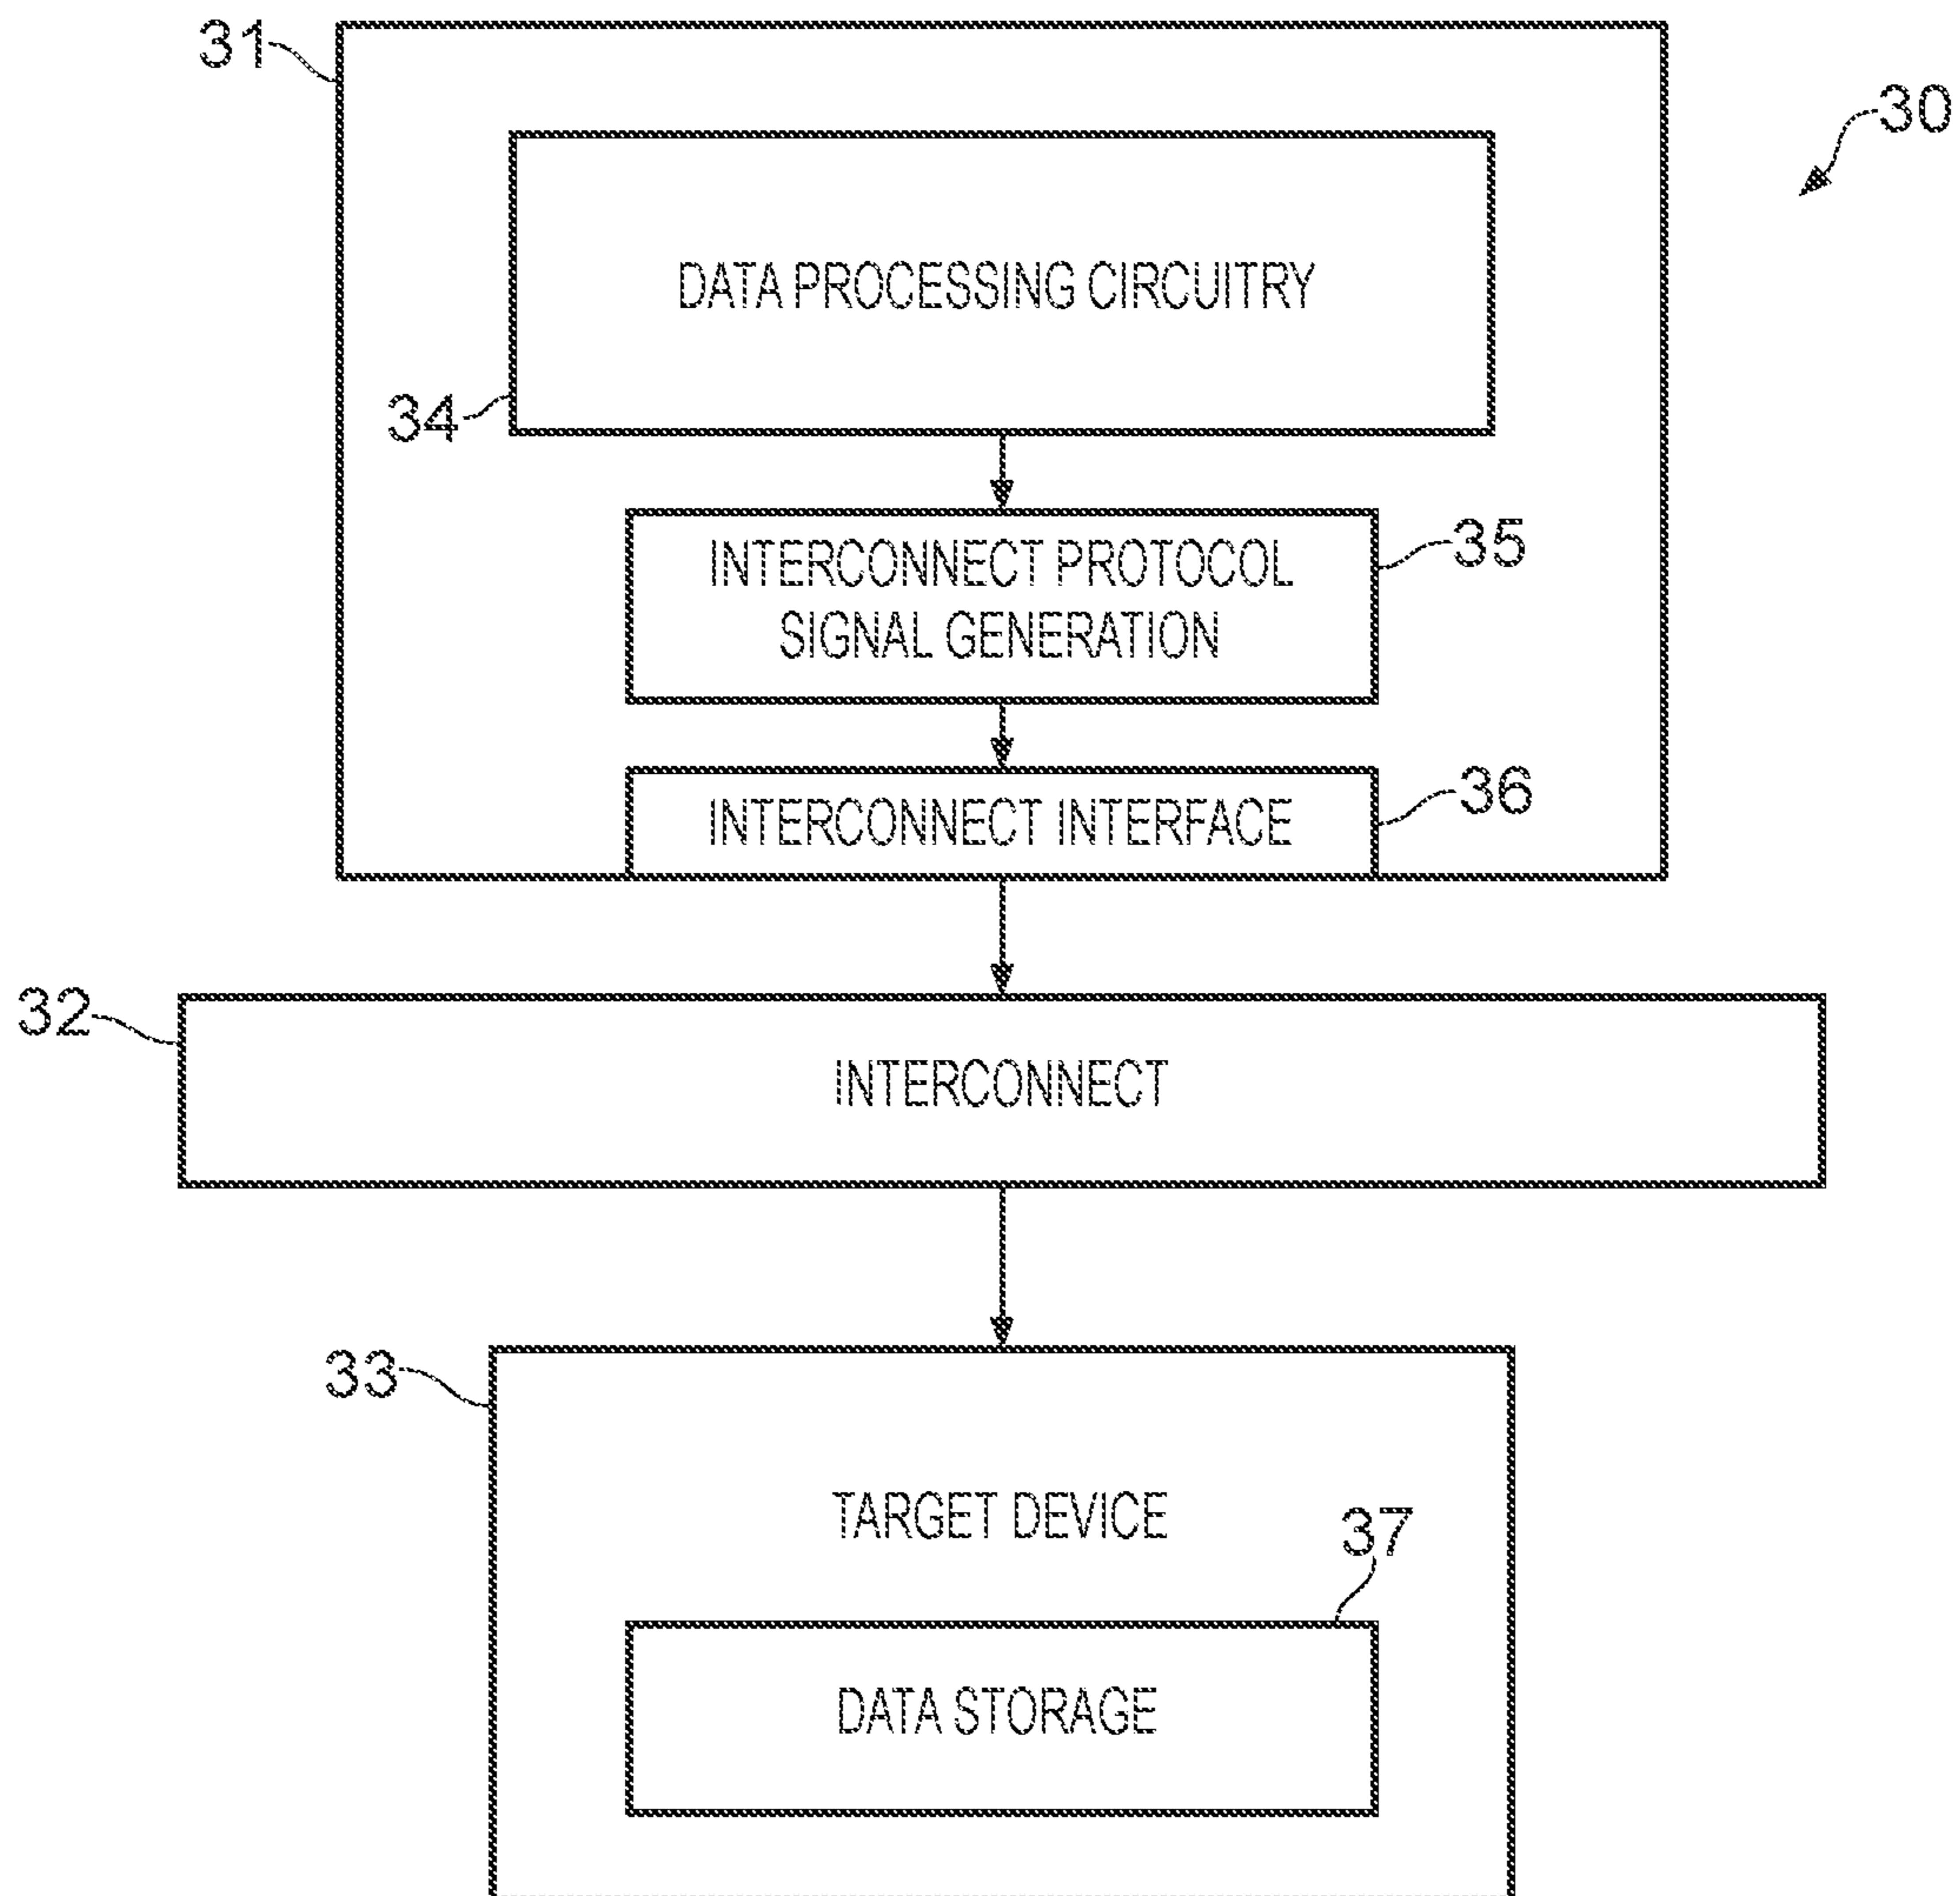 31
30
DATA PROCESSING CIRCUITRY
34
INTERCONNECT PROTOCOL
SIGNAL GENERATION
35
INTERCONNECT INTERFACE
36
32
INTERCONNECT
33
TARGET DEVICE
37
DATA STORAGE